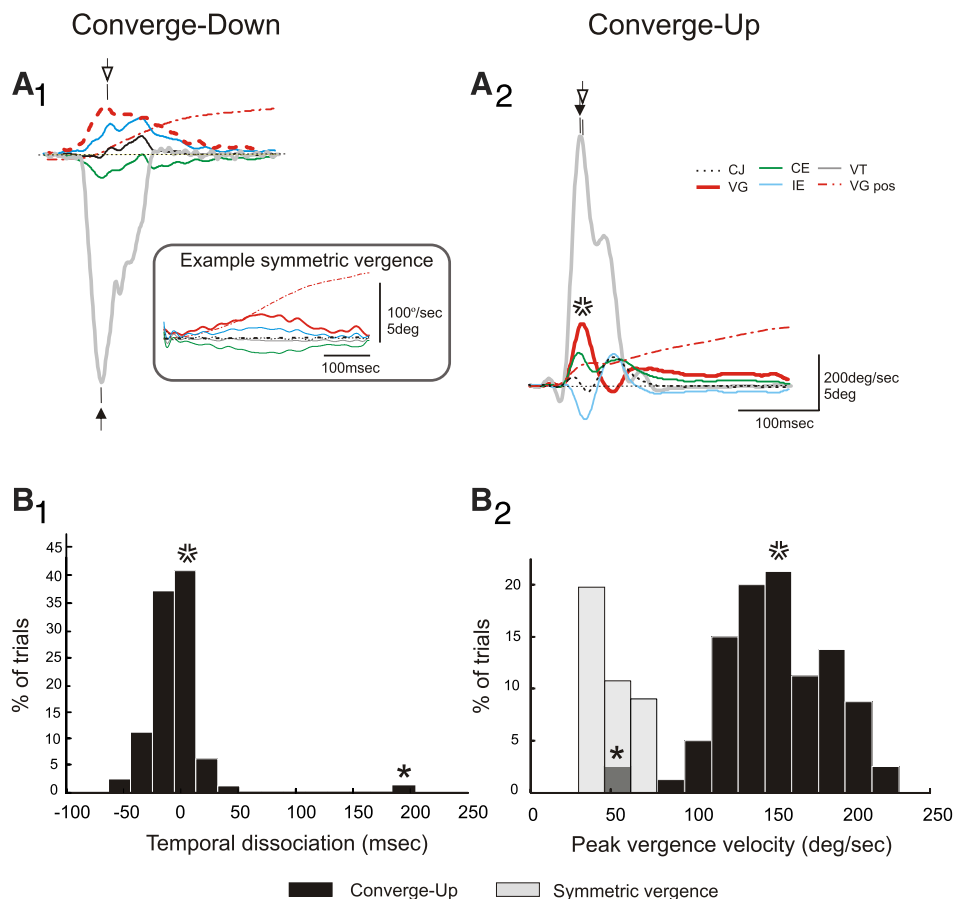 Converge-Down
Converge-Up
A1
A2
CJ
CE
VT
VG
IE
VG pos
Example symmetric vergence
100°/sec
5deg
100msec
200deg/sec
5deg
100msec
B1
45
40
35
30
25
20
15
10
5
0
% of trials
-100
-50
0
50
100
150
200
250
Temporal dissociation (msec)
B2
20
15
10
5
0
% of trials
0
50
100
150
200
250
Peak vergence velocity (deg/sec)
Converge-Up
Symmetric vergence